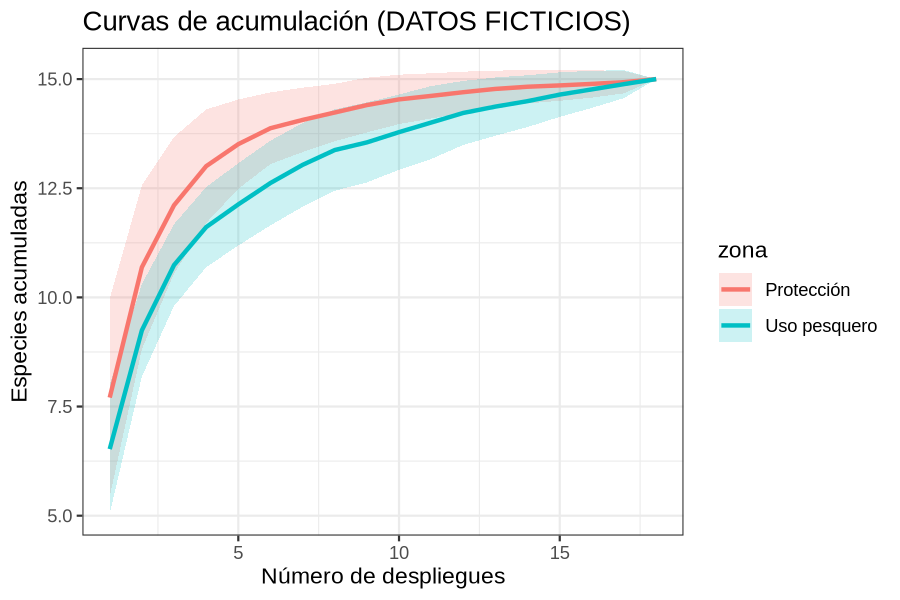 Curvas de acumulación (DATOS FICTICIOS)
Especies acumuladas
15.0
12.5
10.0
7.5
5.0
5
10
15
Número de despliegues
zona
Protección
Uso pesquero